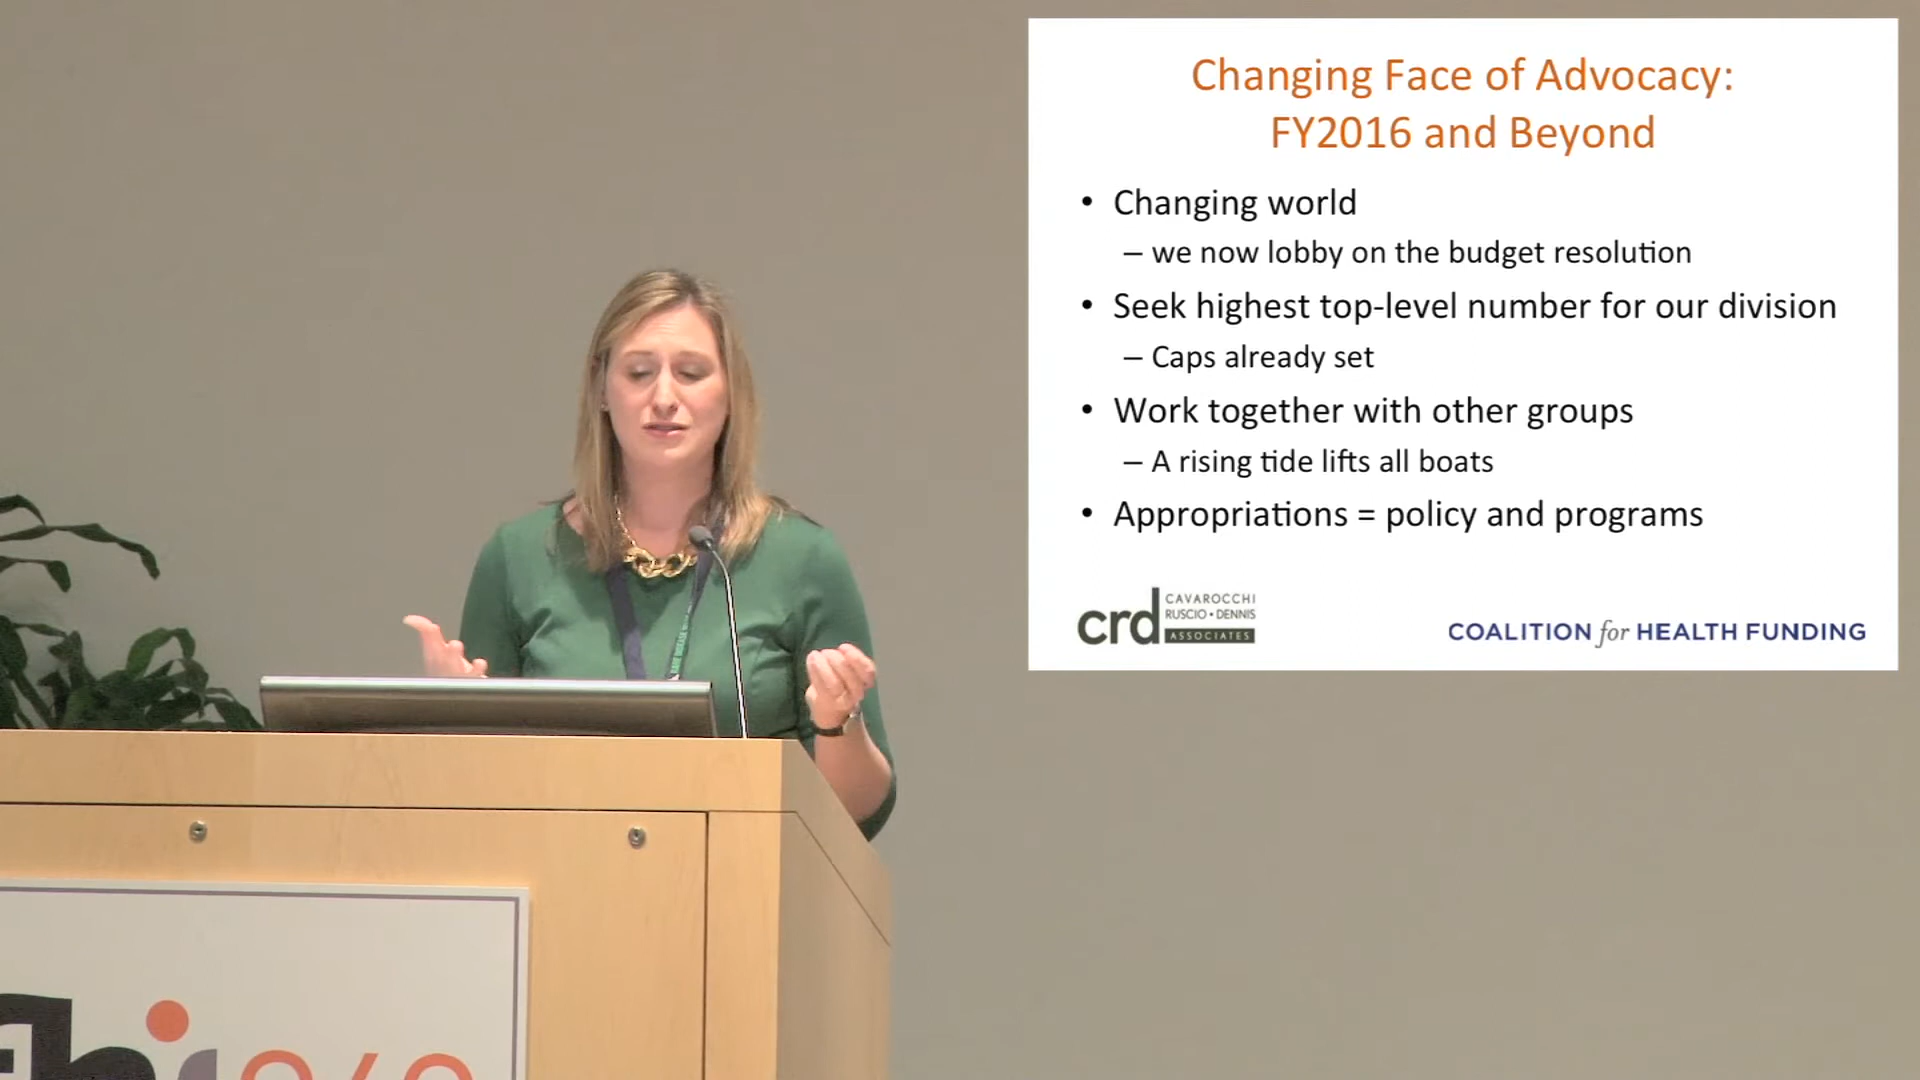 Changing Face of Advocacy:
FY2016 and Beyond
• Changing world
– we now lobby on the budget resolution
• Seek highest top-level number for our division
– Caps already set
• Work together with other groups
– A rising tide lifts all boats
• Appropriations = policy and programs
crd
CAVAROCCHI
RUSCIO • DENNIS
ASSOCIATES
COALITION for HEALTH FUNDING
fhi360